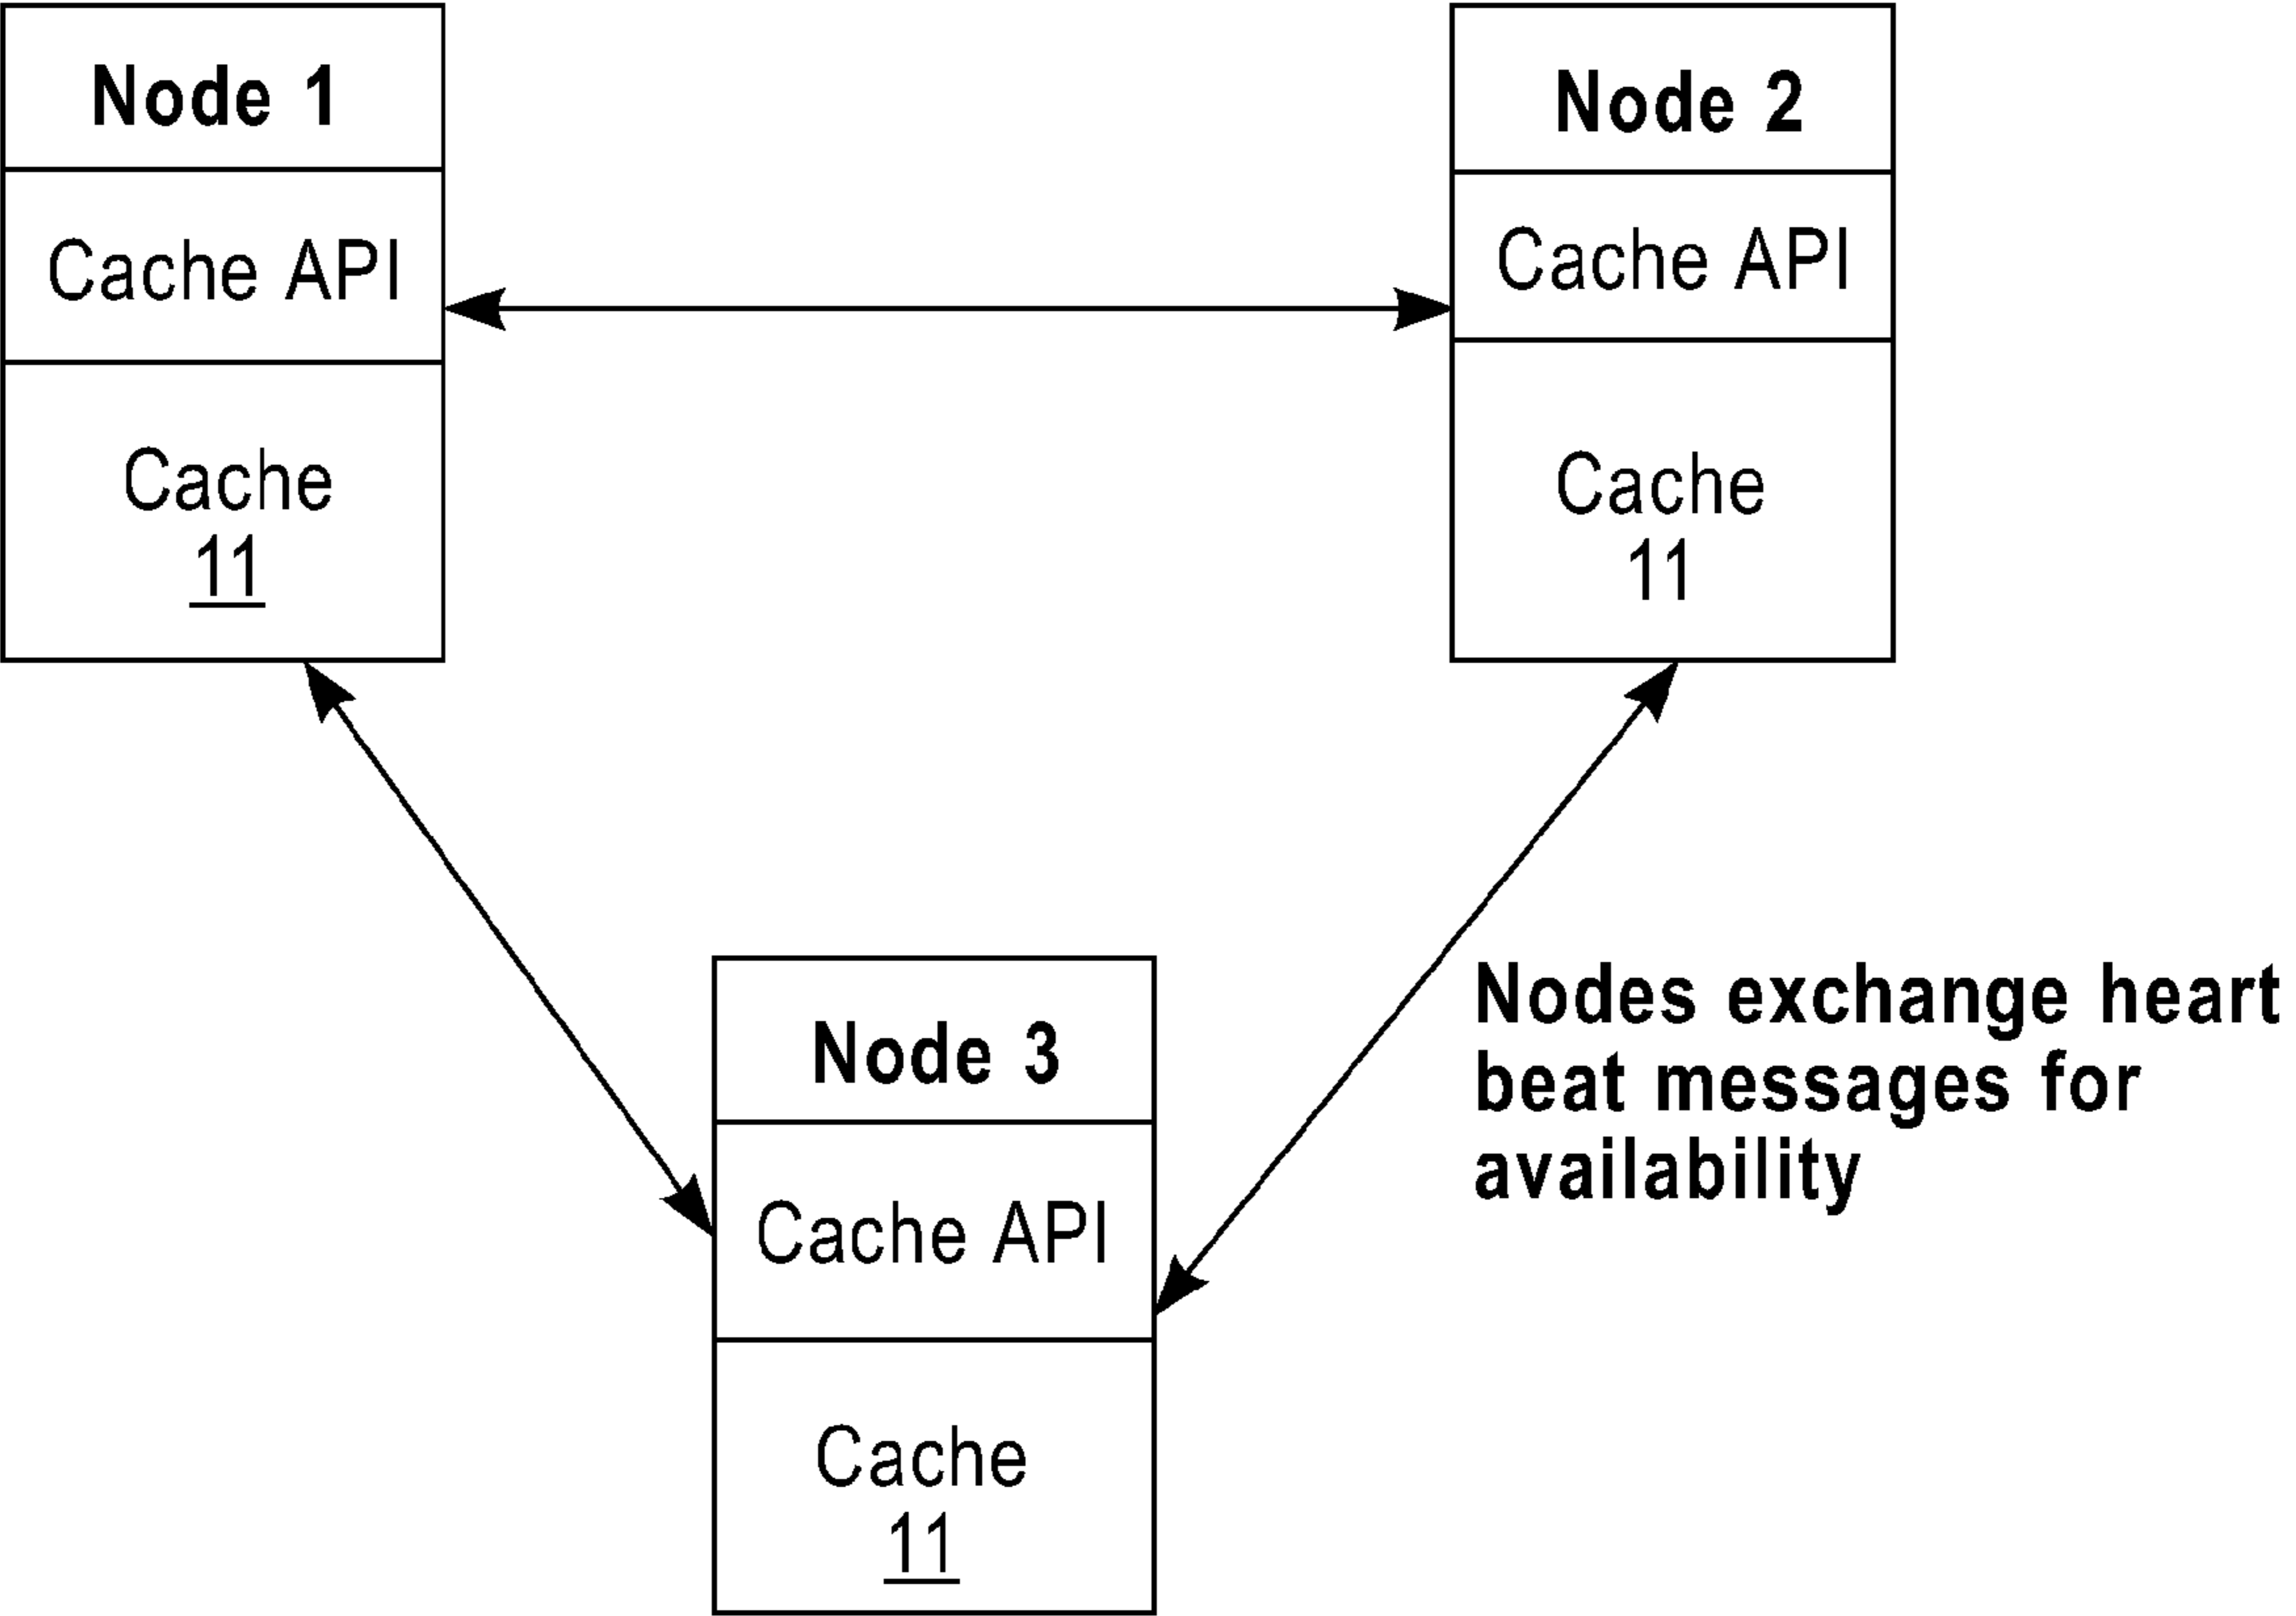 Node 1
Cache API
Cache
11
Node 2
Cache API
Cache
11
Node 3
Cache API
Cache
11
Nodes exchange heart
beat messages for
availability